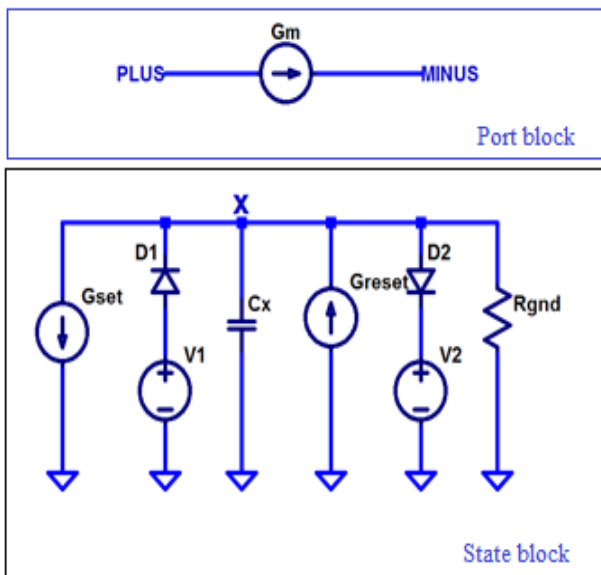 Gm
PLUS MINUS
Port block
X
D1 D2
Gset Cx Greset Rgnd
V1 V2
+ +
- -
State block